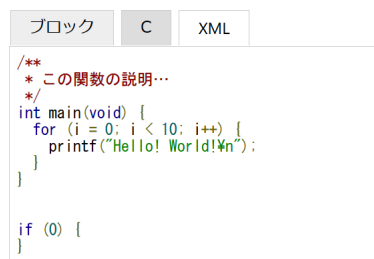 ブロック C XML
/**
 * この関数の説明…
 */
int main(void) {
  for (i = 0; i < 10; i++) {
    printf("Hello! World!¥n");
  }
}
if (0) {
}